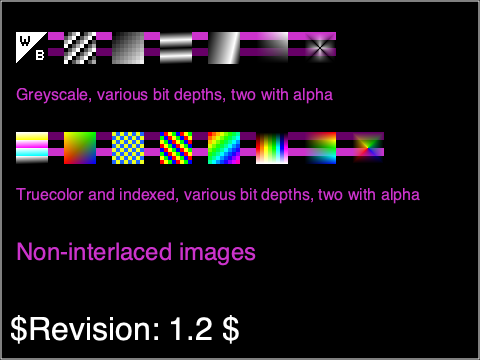 W
B
Greyscale, various bit depths, two with alpha
Truecolor and indexed, various bit depths, two with alpha
Non-interlaced images
$Revision: 1.2 $